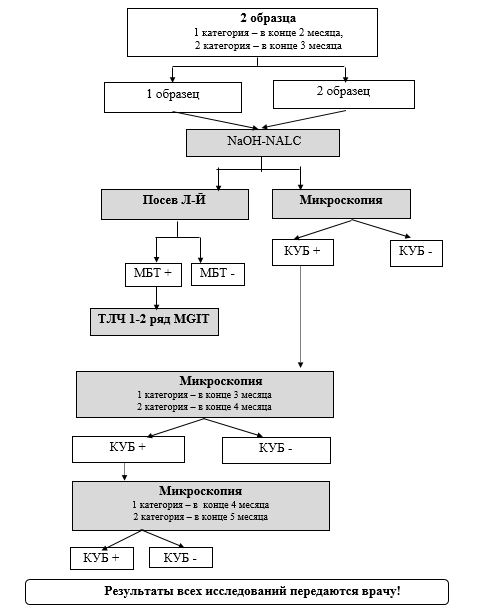 2 образца
1 категория – в конце 2 месяца,
2 категория – в конце 3 месяца
1 образец
2 образец
NaOH-NALC
Посев Л-Й
Микроскопия
КУБ +
КУБ -
МБТ +
МБТ -
ТЛЧ 1-2 ряд MGIT
Микроскопия
1 категория – в конце 3 месяца
2 категория – в конце 4 месяца
КУБ +
КУБ -
Микроскопия
1 категория – в конце 4 месяца
2 категория – в конце 5 месяца
КУБ +
КУБ -
Результаты всех исследований передаются врачу!